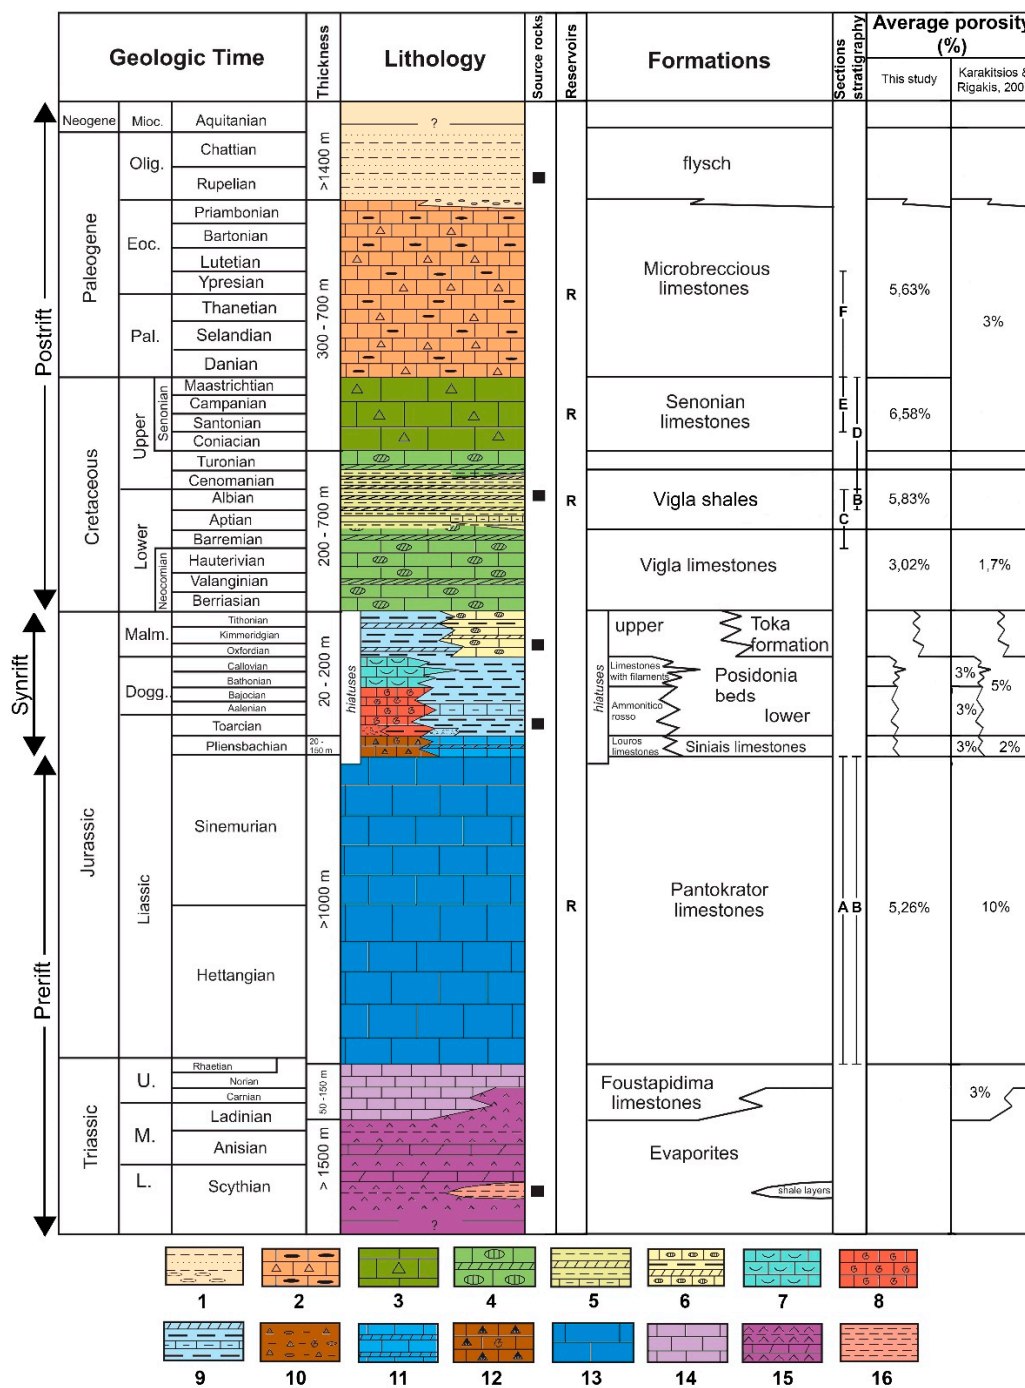 Geologic Time
Thickness
Lithology
Source rocks
Reservoirs
Formations
Sections
stratigraphy
Average porosity
(%)
This study
Karakitsios &
Rigakis, 200
Postrift
Synrift
Prerift
Neogene
Mioc.
Aquitanian
?
Paleogene
Olig.
Chattian
Rupelian
>1400 m
flysch
Eoc.
Priambonian
Bartonian
Lutetian
Ypresian
Pal.
Thanetian
Selandian
Danian
300 - 700 m
R
Microbreccious
limestones
F
5,63%
3%
Cretaceous
Upper
Senonian
Maastrichtian
Campanian
Santonian
Coniacian
R
Senonian
limestones
E
D
6,58%
Turonian
Cenomanian
Lower
Albian
Aptian
Barremian
200 - 700 m
R
Vigla shales
B
C
5,83%
Neocomian
Hauterivian
Valanginian
Berriasian
Vigla limestones
3,02%
1,7%
Jurassic
Malm.
Tithonian
Kimmeridgian
Oxfordian
20 - 200 m
hiatuses
hiatuses
upper
Toka
formation
Dogg..
Callovian
Bathonian
Bajocian
Aalenian
Limestones
with filaments
Posidonia
beds
lower
Ammonitico
rosso
3%
5%
3%
Liassic
Toarcian
Pliensbachian
20 -
150 m
Louros
limestones
Siniais limestones
3%
2%
Sinemurian
Hettangian
>1000 m
R
Pantokrator
limestones
A
B
5,26%
10%
Triassic
U.
Rhaetian
Norian
Carnian
50 -150 m
Foustapidima
limestones
3%
M.
Ladinian
Anisian
L.
Scythian
> 1500 m
?
Evaporites
shale layers
1 2 3 4 5 6 7 8
9 10 11 12 13 14 15 16